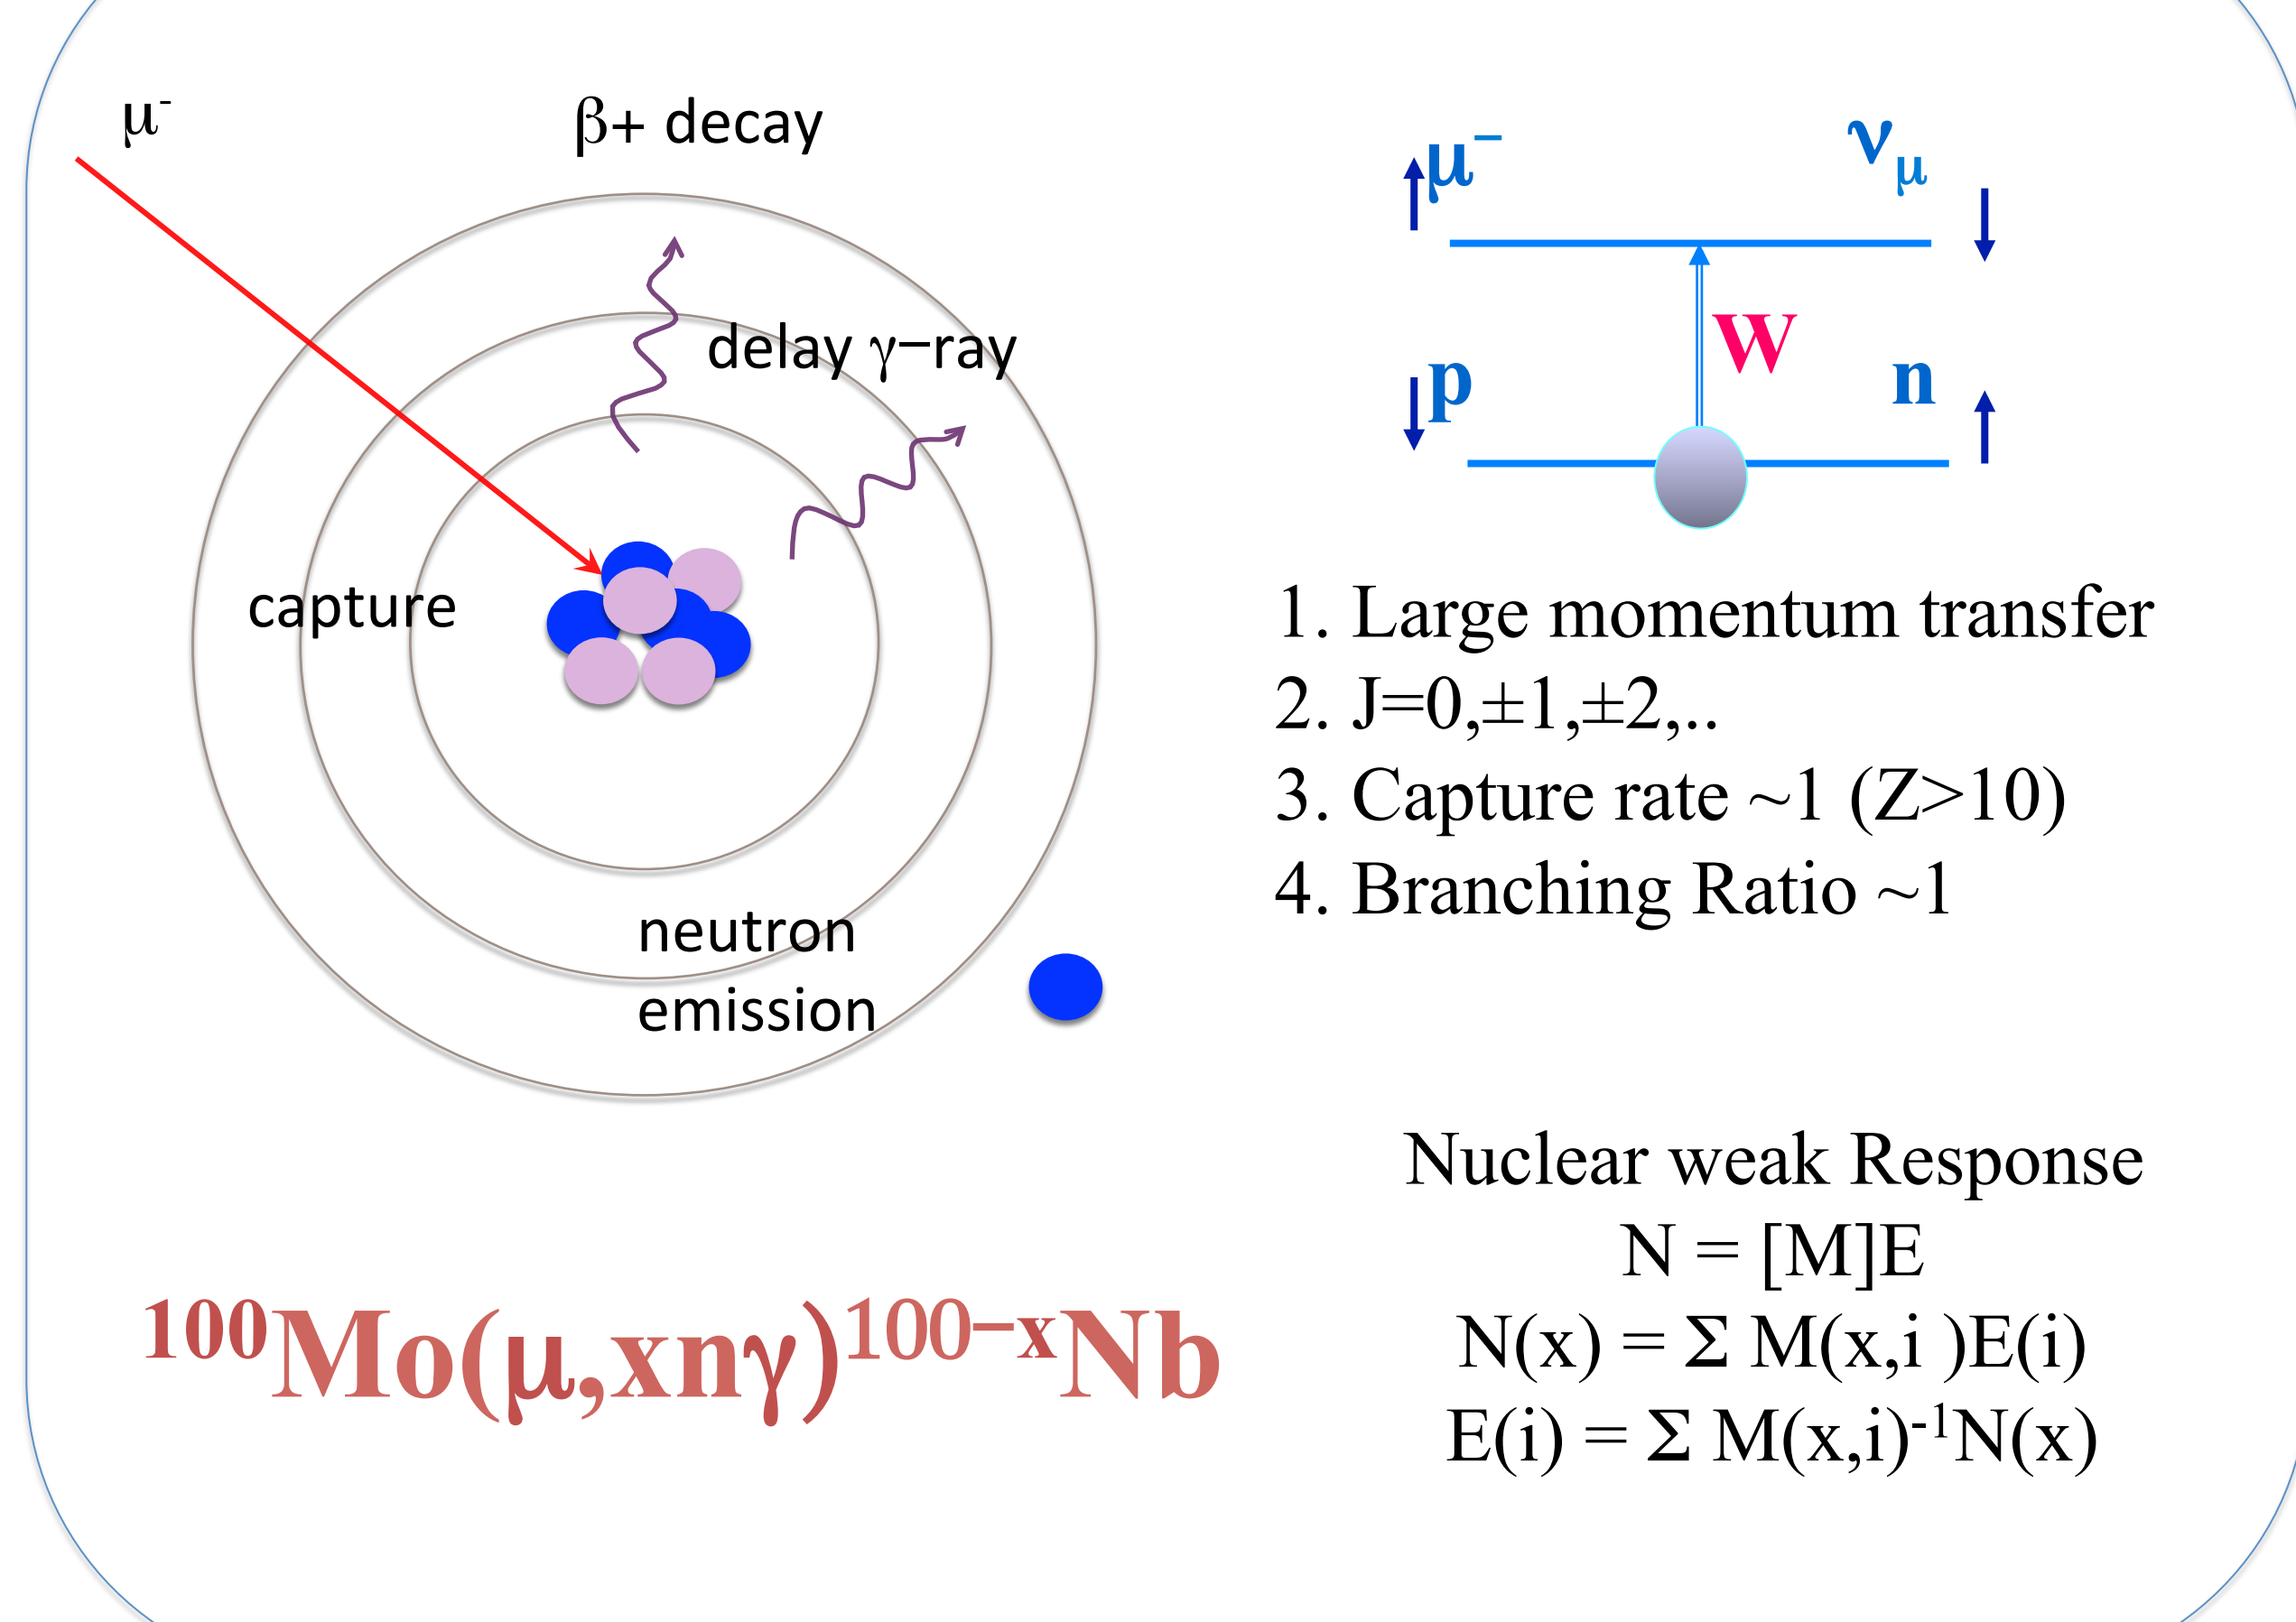 μ⁻
β+ decay
delay γ−ray
capture
neutron
emission
¹⁰⁰Mo(μ,xnγ)¹⁰⁰⁻ˣNb
μ⁻
ν_μ
W
p
n
1. Large momentum transfer
2. J=0,±1,±2,..
3. Capture rate ~1 (Z>10)
4. Branching Ratio ~1
Nuclear weak Response
N = [M]E
N(x) = Σ M(x,i )E(i)
E(i) = Σ M(x,i)⁻¹N(x)